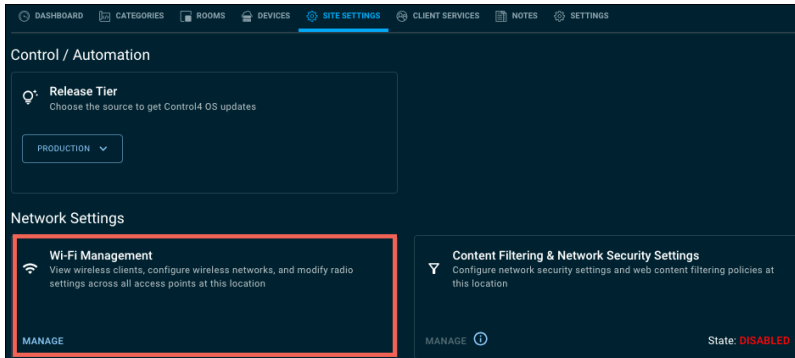 DASHBOARD CATEGORIES ROOMS DEVICES SITE SETTINGS CLIENT SERVICES NOTES SETTINGS
Control / Automation
Release Tier
Choose the source to get Control4 OS updates
PRODUCTION
Network Settings
Wi-Fi Management
View wireless clients, configure wireless networks, and modify radio
settings across all access points at this location
MANAGE
Content Filtering & Network Security Settings
Configure network security settings and web content filtering policies at
this location
MANAGE State: DISABLED